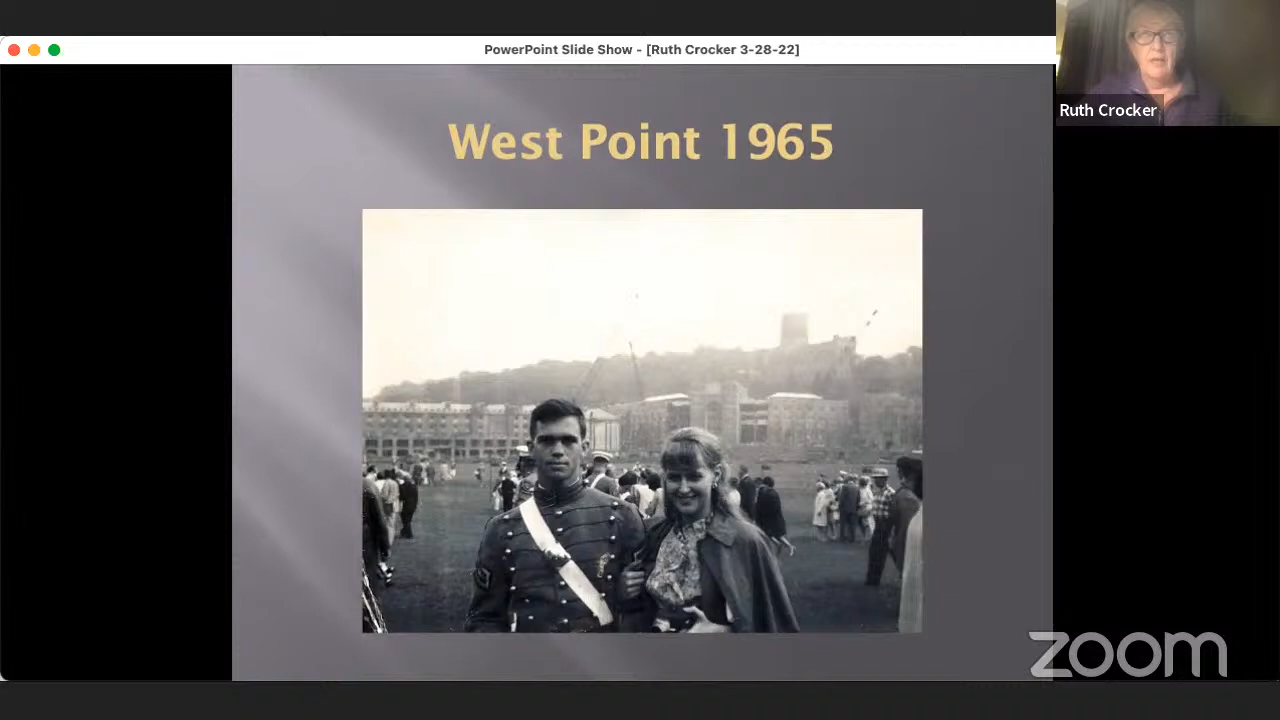 PowerPoint Slide Show - [Ruth Crocker 3-28-22]
Ruth Crocker
West Point 1965
zoom